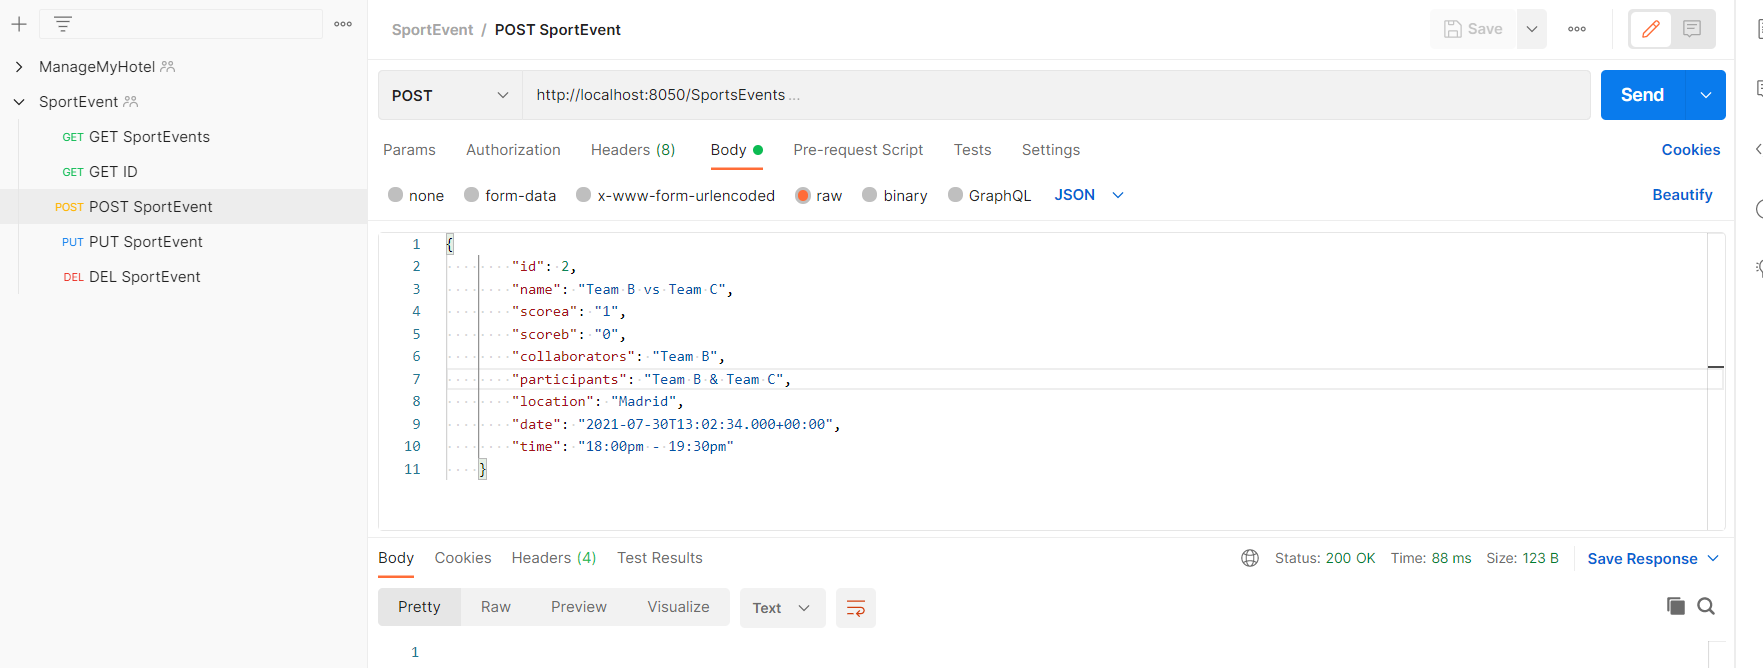 SportEvent / POST SportEvent
Save
ManageMyHotel
SportEvent
GET GET SportEvents
GET GET ID
POST POST SportEvent
PUT PUT SportEvent
DEL DEL SportEvent
POST http://localhost:8050/SportsEvents ...
Send
Params Authorization Headers (8) Body Pre-request Script Tests Settings Cookies
none form-data x-www-form-urlencoded raw binary GraphQL JSON Beautify
1 {
2 "id": 2,
3 "name": "Team B vs Team C",
4 "scorea": "1",
5 "scoreb": "0",
6 "collaborators": "Team B",
7 "participants": "Team B & Team C",
8 "location": "Madrid",
9 "date": "2021-07-30T13:02:34.000+00:00",
10 "time": "18:00pm - 19:30pm"
11 }
Body Cookies Headers (4) Test Results Status: 200 OK Time: 88 ms Size: 123 B Save Response
Pretty Raw Preview Visualize Text
1